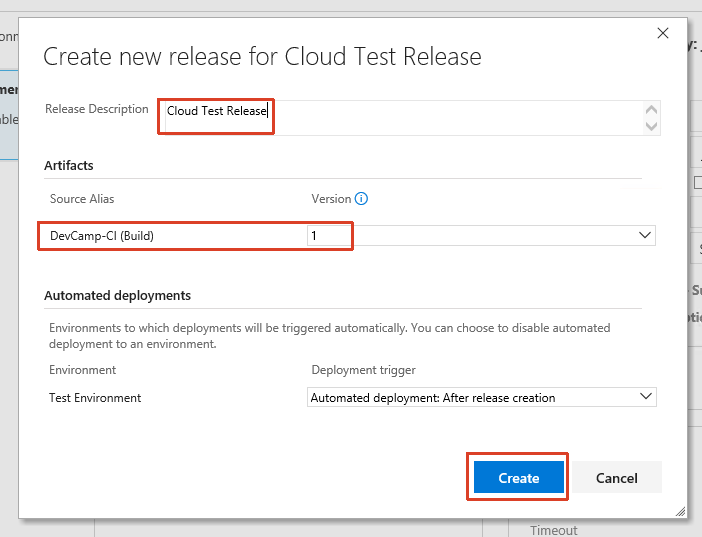 Create new release for Cloud Test Release
Release Description
Cloud Test Release
Artifacts
Source Alias
Version
DevCamp-CI (Build)
1
Automated deployments
Environments to which deployments will be triggered automatically. You can choose to disable automated
deployment to an environment.
Environment
Deployment trigger
Test Environment
Automated deployment: After release creation
Create
Cancel
Timeout